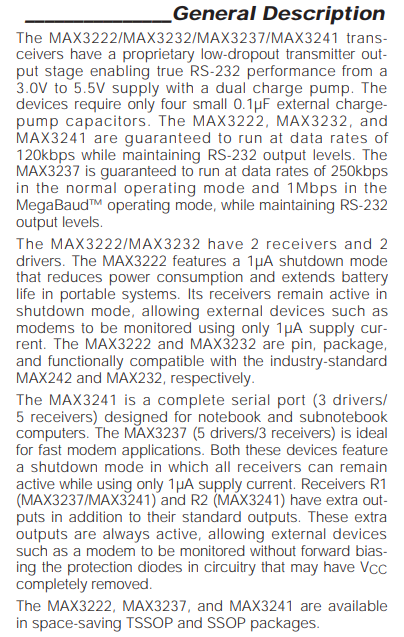 General Description
The MAX3222/MAX3232/MAX3237/MAX3241 trans-
ceivers have a proprietary low-dropout transmitter out-
put stage enabling true RS-232 performance from a
3.0V to 5.5V supply with a dual charge pump. The
devices require only four small 0.1µF external charge-
pump capacitors. The MAX3222, MAX3232, and
MAX3241 are guaranteed to run at data rates of
120kbps while maintaining RS-232 output levels. The
MAX3237 is guaranteed to run at data rates of 250kbps
in the normal operating mode and 1Mbps in the
MegaBaud™ operating mode, while maintaining RS-232
output levels.
The MAX3222/MAX3232 have 2 receivers and 2
drivers. The MAX3222 features a 1µA shutdown mode
that reduces power consumption and extends battery
life in portable systems. Its receivers remain active in
shutdown mode, allowing external devices such as
modems to be monitored using only 1µA supply cur-
rent. The MAX3222 and MAX3232 are pin, package,
and functionally compatible with the industry-standard
MAX242 and MAX232, respectively.
The MAX3241 is a complete serial port (3 drivers/
5 receivers) designed for notebook and subnotebook
computers. The MAX3237 (5 drivers/3 receivers) is ideal
for fast modem applications. Both these devices feature
a shutdown mode in which all receivers can remain
active while using only 1µA supply current. Receivers R1
(MAX3237/MAX3241) and R2 (MAX3241) have extra out-
puts in addition to their standard outputs. These extra
outputs are always active, allowing external devices
such as a modem to be monitored without forward bias-
ing the protection diodes in circuitry that may have VCC
completely removed.
The MAX3222, MAX3237, and MAX3241 are available
in space-saving TSSOP and SSOP packages.